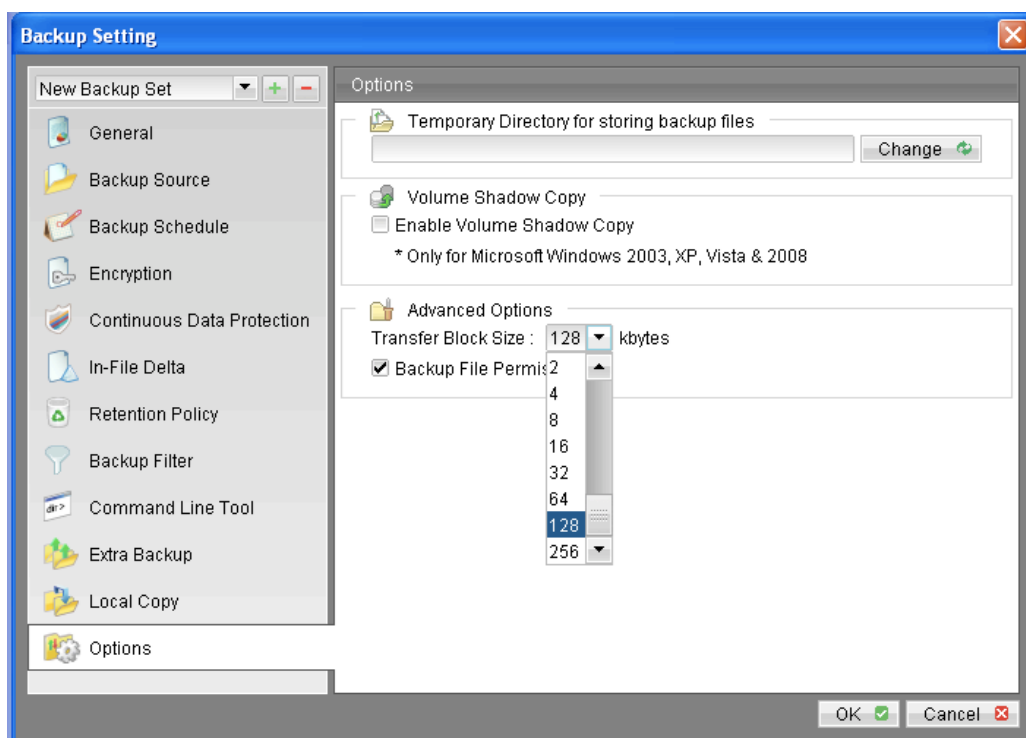 Backup Setting
New Backup Set
General
Backup Source
Backup Schedule
Encryption
Continuous Data Protection
In-File Delta
Retention Policy
Backup Filter
Command Line Tool
Extra Backup
Local Copy
Options
Options
Temporary Directory for storing backup files
Change
Volume Shadow Copy
Enable Volume Shadow Copy
* Only for Microsoft Windows 2003, XP, Vista & 2008
Advanced Options
Transfer Block Size : 128 kbytes
Backup File Permis
2
4
8
16
32
64
128
256
OK Cancel